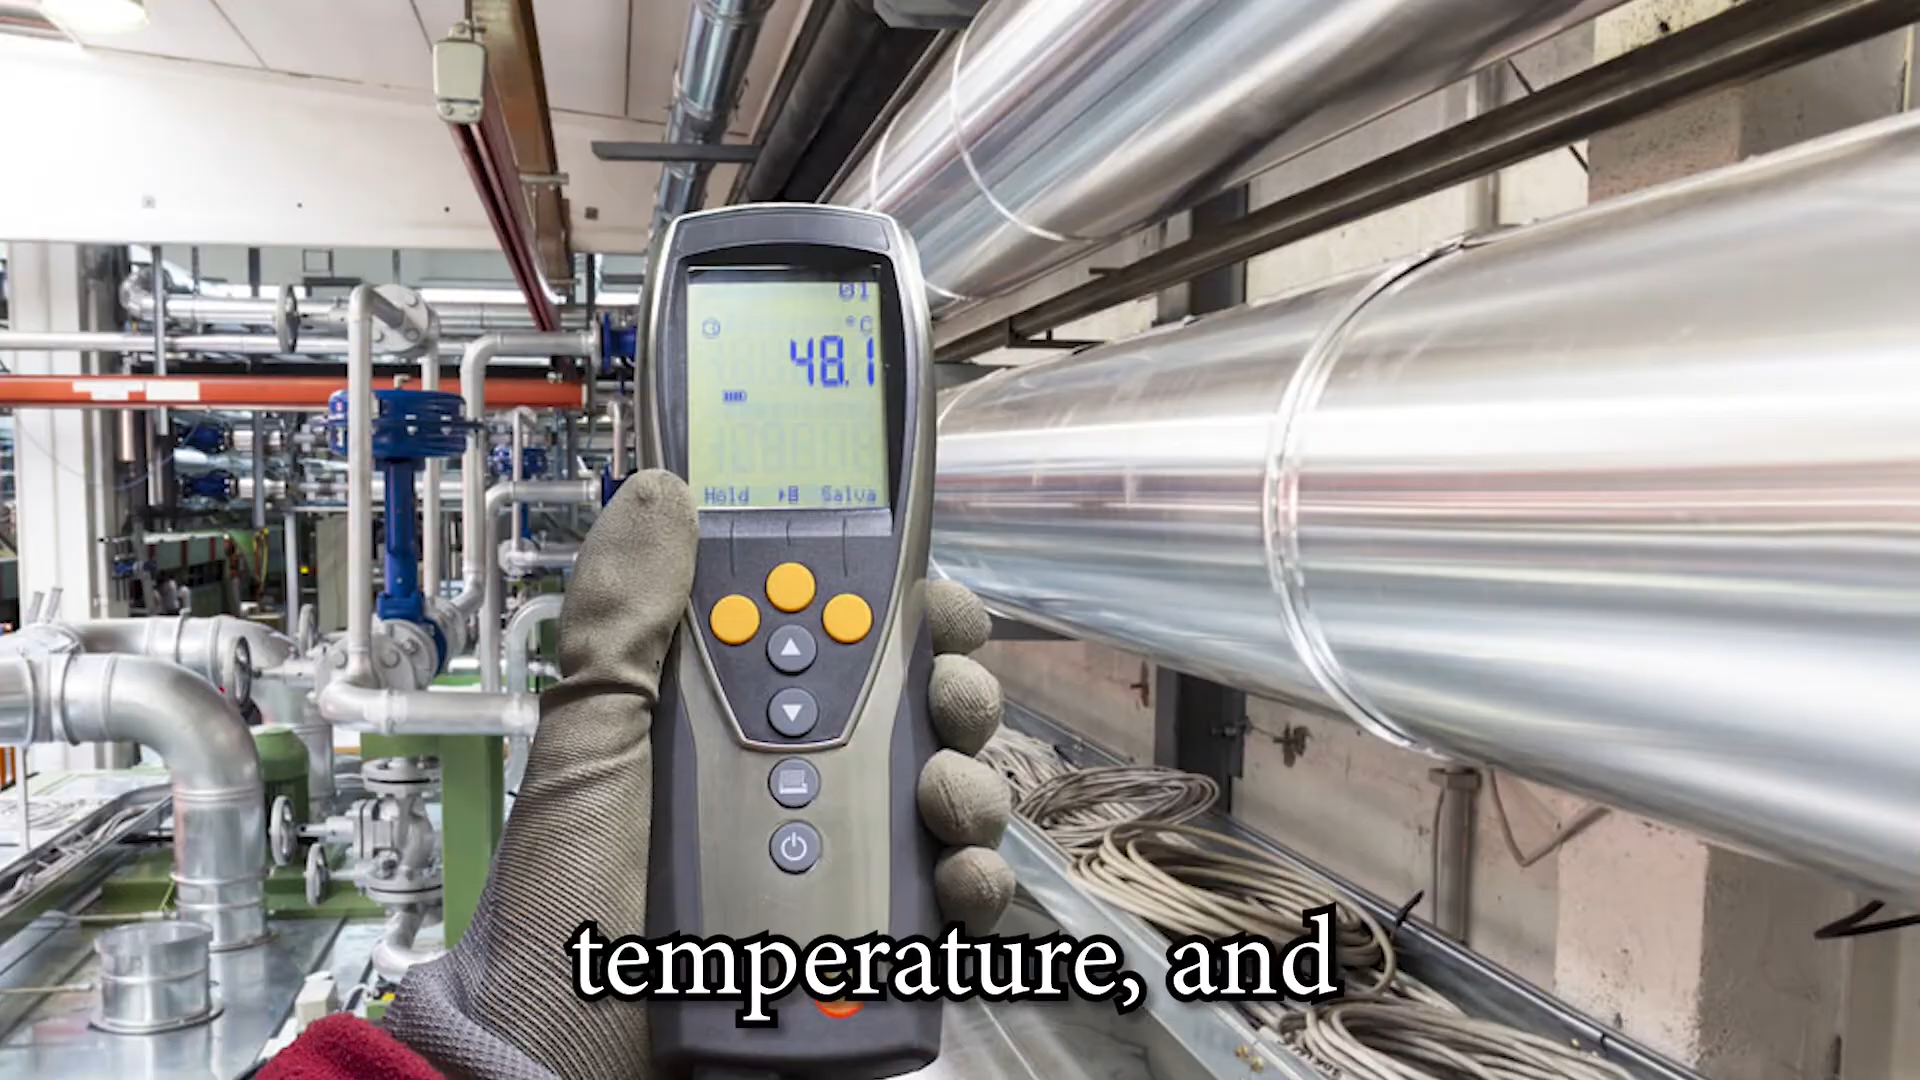 01
°C
48.1
Hold Salva
temperature, and